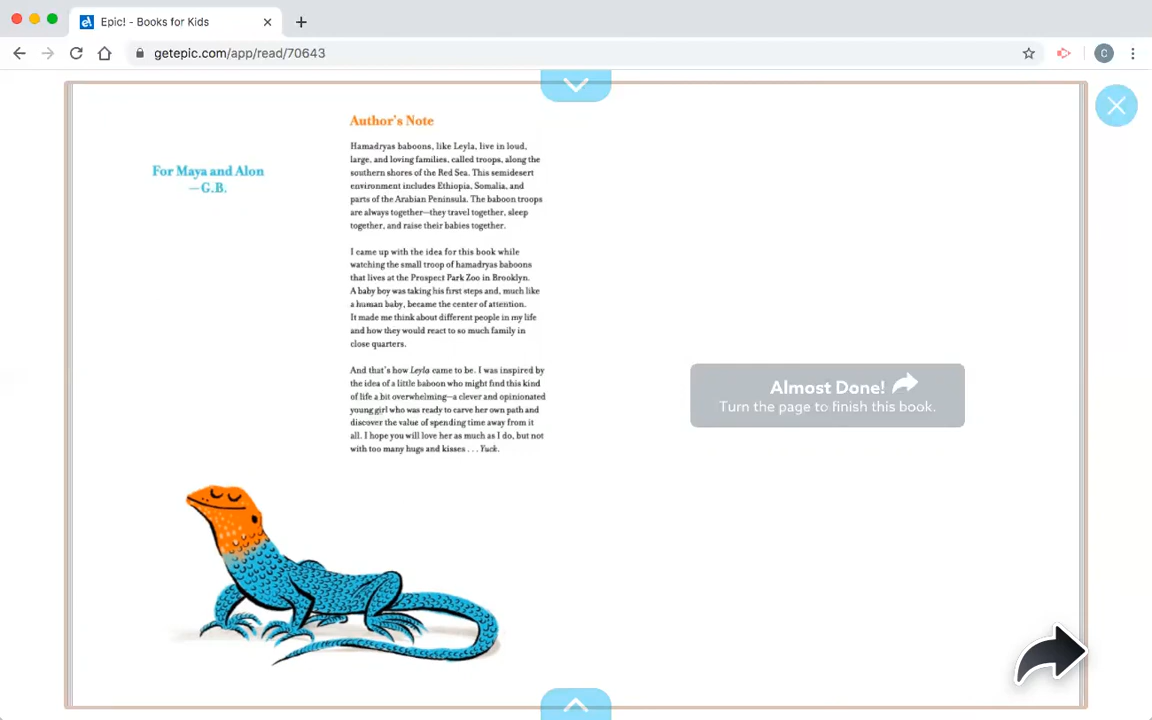 Epic! - Books for Kids
getepic.com/app/read/70643
C
For Maya and Alon
—G.B.
Author's Note
Hamadryas baboons, like Leyla, live in loud,
large, and loving families, called troops, along the
southern shores of the Red Sea. This semidesert
environment includes Ethiopia, Somalia, and
parts of the Arabian Peninsula. The baboon troops
are always together—they travel together, sleep
together, and raise their babies together.
I came up with the idea for this book while
watching the small troop of hamadryas baboons
that lives at the Prospect Park Zoo in Brooklyn.
A baby boy was taking his first steps and, much like
a human baby, became the center of attention.
It made me think about different people in my life
and how they would react to so much family in
close quarters.
And that's how Leyla came to be. I was inspired by
the idea of a little baboon who might find this kind
of life a bit overwhelming—a clever and opinionated
young girl who was ready to carve her own path and
discover the value of spending time away from it
all. I hope you will love her as much as I do, but not
with too many hugs and kisses . . . Yuck.
Almost Done!
Turn the page to finish this book.